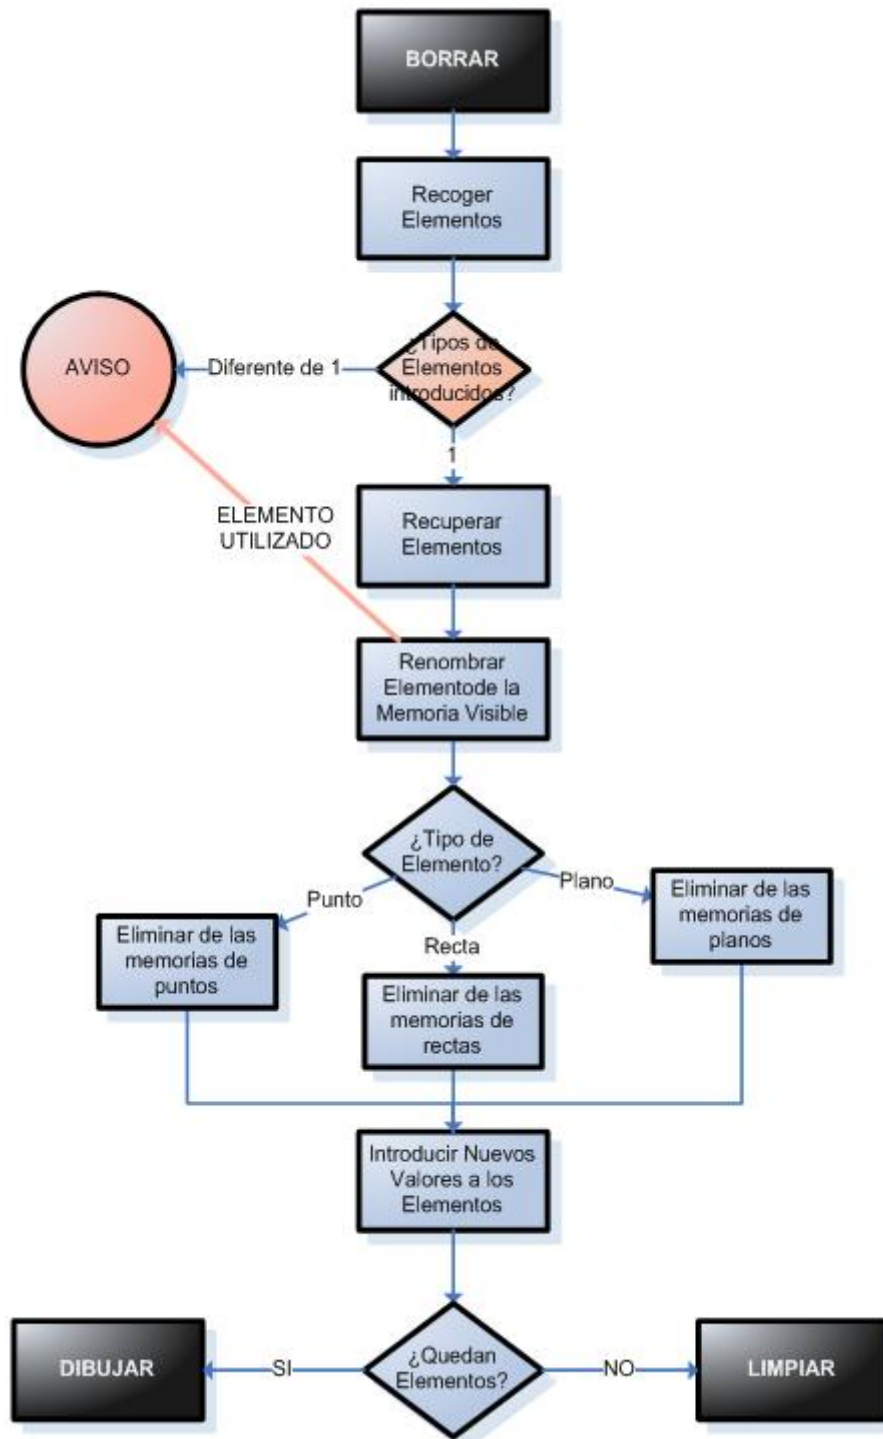 BORRAR
Recoger
Elementos
¿Tipos de
Elementos
introducidos?
Diferente de 1
AVISO
1
ELEMENTO
UTILIZADO
Recuperar
Elementos
Renombrar
Elementode la
Memoria Visible
¿Tipo de
Elemento?
Punto
Plano
Recta
Eliminar de las
memorias de
puntos
Eliminar de las
memorias de
rectas
Eliminar de las
memorias de
planos
Introducir Nuevos
Valores a los
Elementos
¿Quedan
Elementos?
SI
NO
DIBUJAR
LIMPIAR